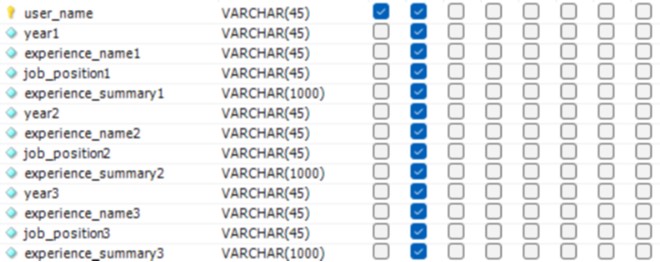 user_name VARCHAR(45)
year1 VARCHAR(45)
experience_name1 VARCHAR(45)
job_position1 VARCHAR(45)
experience_summary1 VARCHAR(1000)
year2 VARCHAR(45)
experience_name2 VARCHAR(45)
job_position2 VARCHAR(45)
experience_summary2 VARCHAR(1000)
year3 VARCHAR(45)
experience_name3 VARCHAR(45)
job_position3 VARCHAR(45)
experience_summary3 VARCHAR(1000)